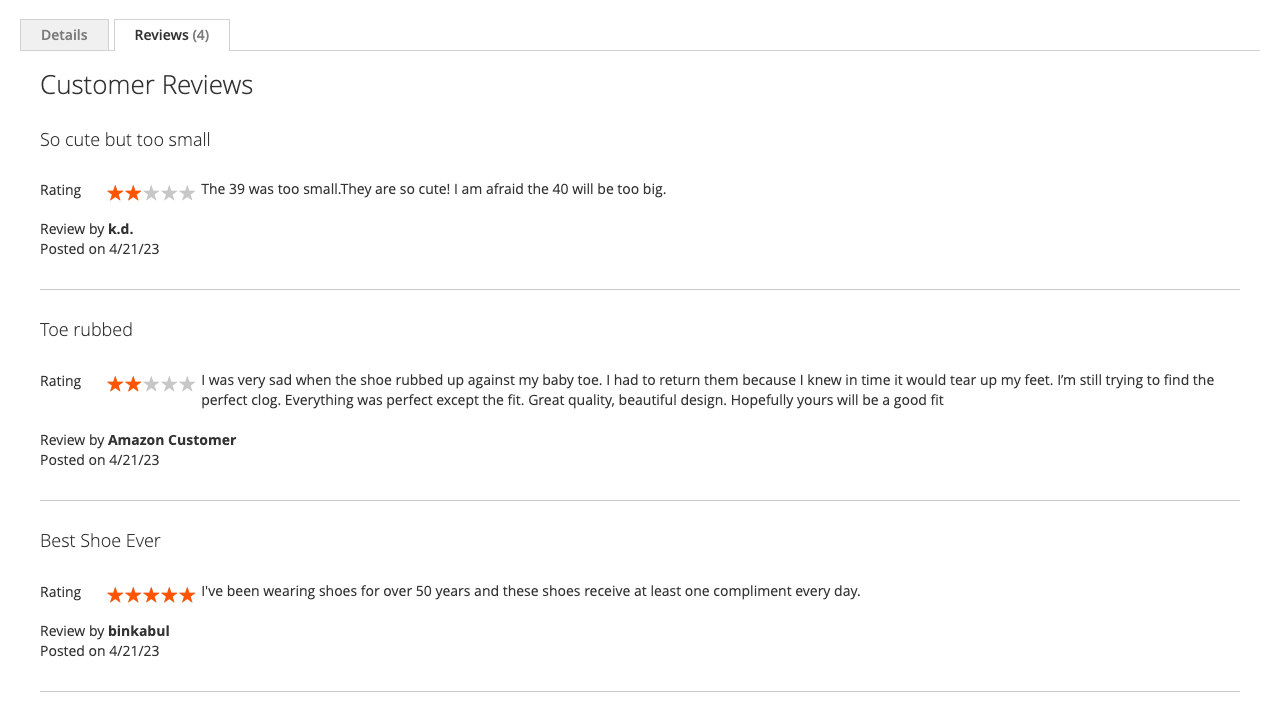 Details
Reviews (4)
Customer Reviews
So cute but too small
Rating
The 39 was too small.They are so cute! I am afraid the 40 will be too big.
Review by k.d.
Posted on 4/21/23
Toe rubbed
Rating
I was very sad when the shoe rubbed up against my baby toe. I had to return them because I knew in time it would tear up my feet. I’m still trying to find the
perfect clog. Everything was perfect except the fit. Great quality, beautiful design. Hopefully yours will be a good fit
Review by Amazon Customer
Posted on 4/21/23
Best Shoe Ever
Rating
I've been wearing shoes for over 50 years and these shoes receive at least one compliment every day.
Review by binkabul
Posted on 4/21/23